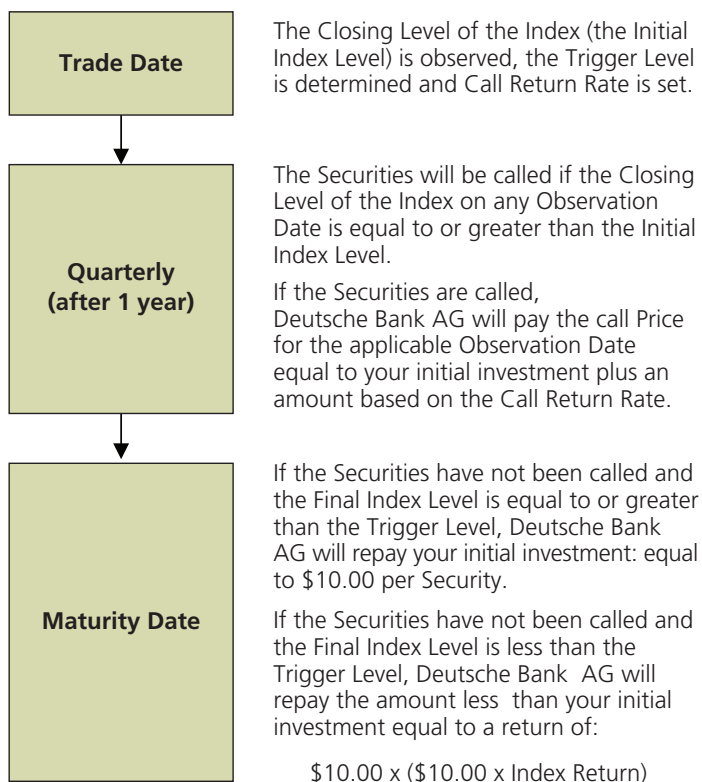 Trade Date
The Closing Level of the Index (the Initial
Index Level) is observed, the Trigger Level
is determined and Call Return Rate is set.
Quarterly
(after 1 year)
The Securities will be called if the Closing
Level of the Index on any Observation
Date is equal to or greater than the Initial
Index Level.
If the Securities are called,
Deutsche Bank AG will pay the call Price
for the applicable Observation Date
equal to your initial investment plus an
amount based on the Call Return Rate.
Maturity Date
If the Securities have not been called and
the Final Index Level is equal to or greater
than the Trigger Level, Deutsche Bank
AG will repay your initial investment: equal
to $10.00 per Security.
If the Securities have not been called and
the Final Index Level is less than the
Trigger Level, Deutsche Bank AG will
repay the amount less than your initial
investment equal to a return of:
$10.00 x ($10.00 x Index Return)